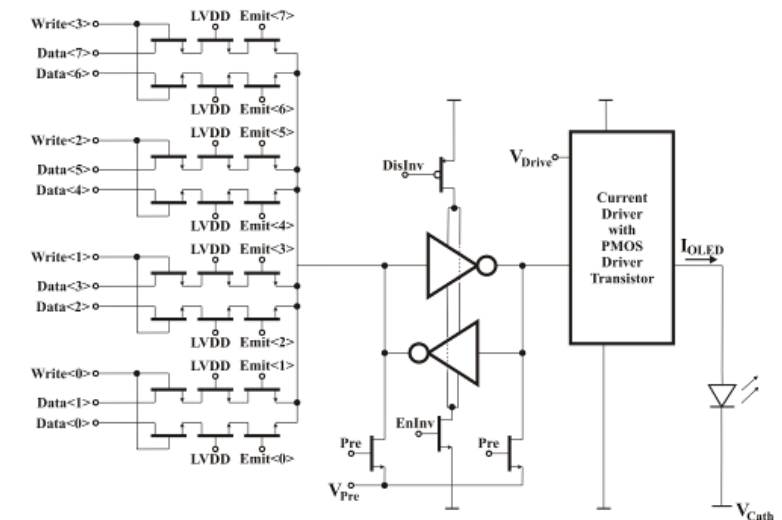 LVDD Emit<7>
Write<3>
Data<7>
Data<6>
LVDD Emit<6>
LVDD Emit<5>
Write<2>
Data<5>
Data<4>
LVDD Emit<4>
LVDD Emit<3>
Write<1>
Data<3>
Data<2>
LVDD Emit<2>
LVDD Emit<1>
Write<0>
Data<1>
Data<0>
LVDD Emit<0>
DisInv
EnInv
Pre
Pre
VPre
VDrive
Current
Driver
with
PMOS
Driver
Transistor
IOLED
VCath